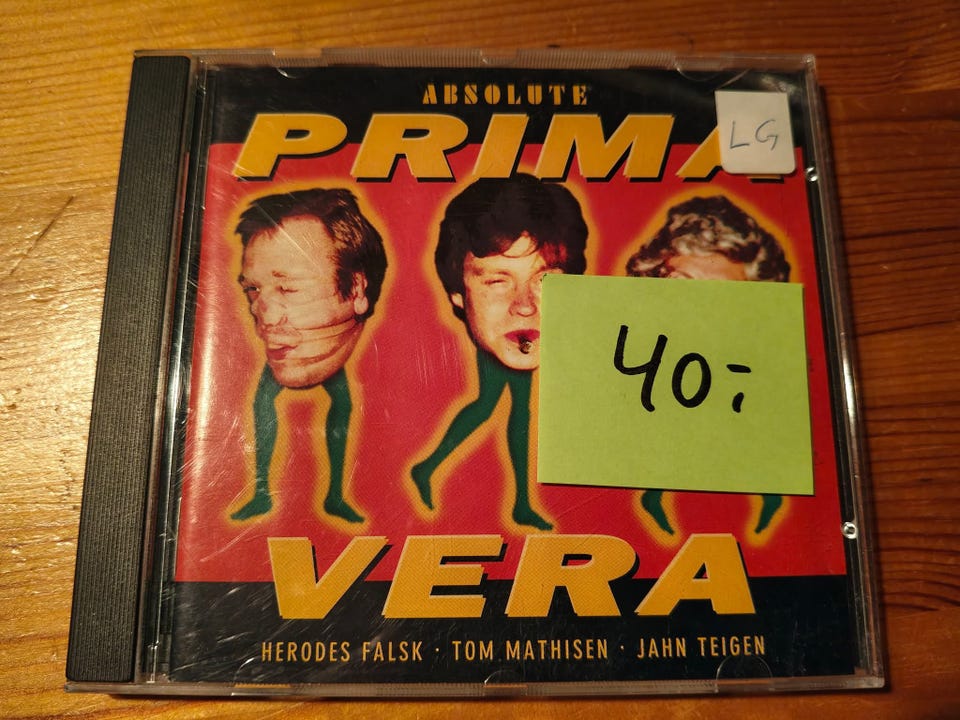 ABSOLUTE
PRIMA
LG
40:-
VERA
HERODES FALSK · TOM MATHISEN · JAHN TEIGEN